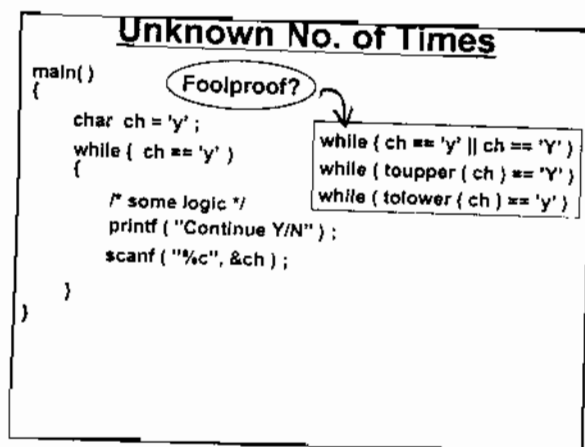 Unknown No. of Times
main( )
{
Foolproof?
char ch = 'y' ;
while ( ch == 'y' )
{
/* some logic */
printf ( "Continue Y/N" ) ;
scanf ( "%c", &ch ) ;
}
}
while ( ch == 'y' || ch == 'Y' )
while ( toupper ( ch ) == 'Y' )
while ( tolower ( ch ) == 'y' )